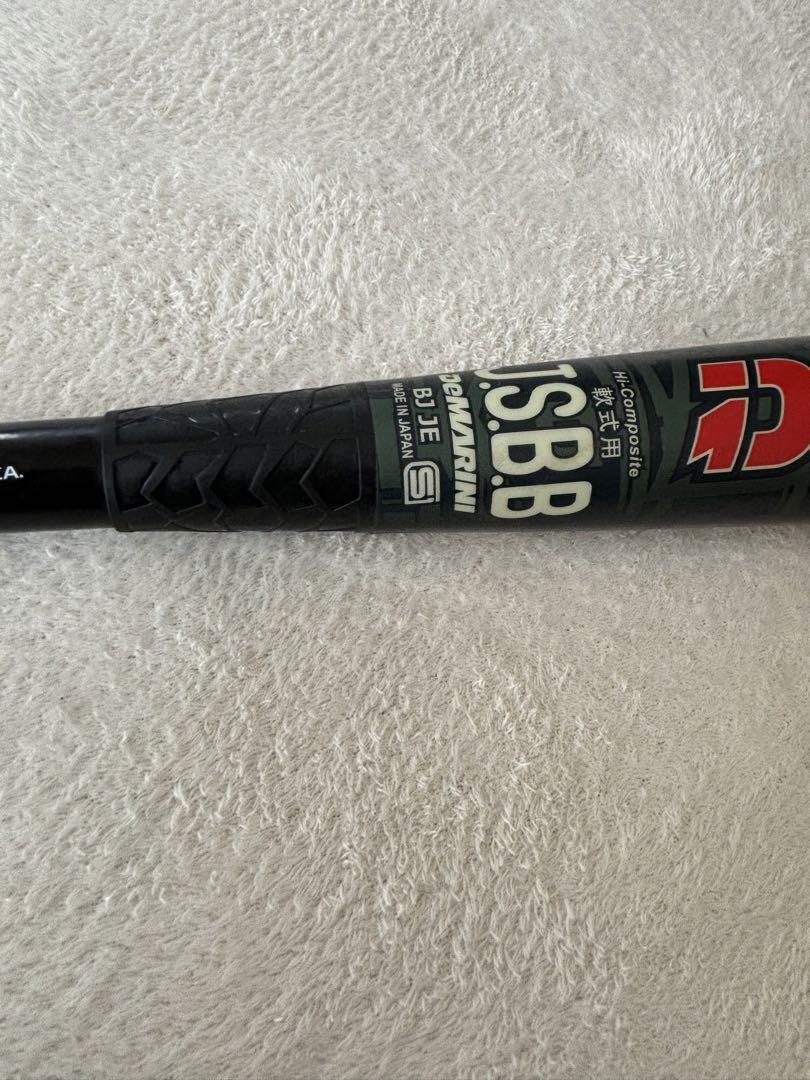 Hi-Composite
軟式用
J.S.B.B
DeMARINI
BJ JE
MADE IN JAPAN